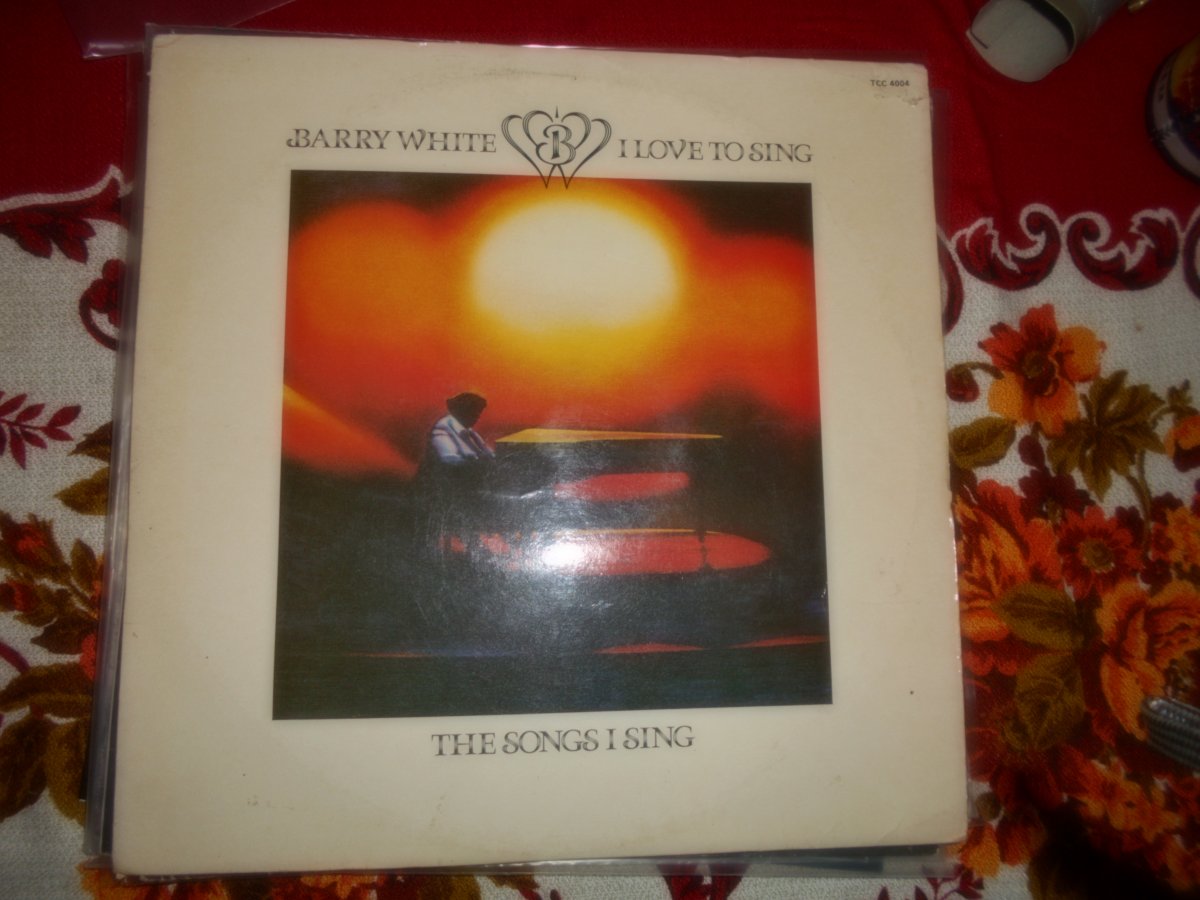 TCC 4004
BARRY WHITE B I LOVE TO SING
THE SONGS I SING